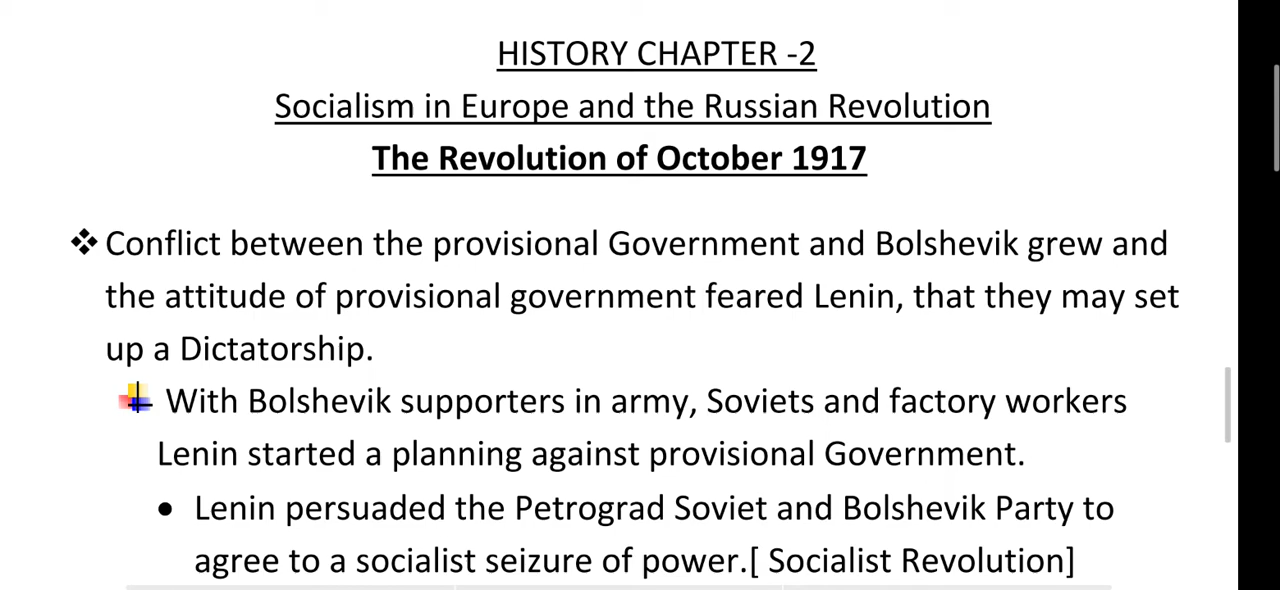 HISTORY CHAPTER -2
Socialism in Europe and the Russian Revolution
The Revolution of October 1917
❖ Conflict between the provisional Government and Bolshevik grew and
the attitude of provisional government feared Lenin, that they may set
up a Dictatorship.
With Bolshevik supporters in army, Soviets and factory workers
Lenin started a planning against provisional Government.
• Lenin persuaded the Petrograd Soviet and Bolshevik Party to
agree to a socialist seizure of power.[ Socialist Revolution]